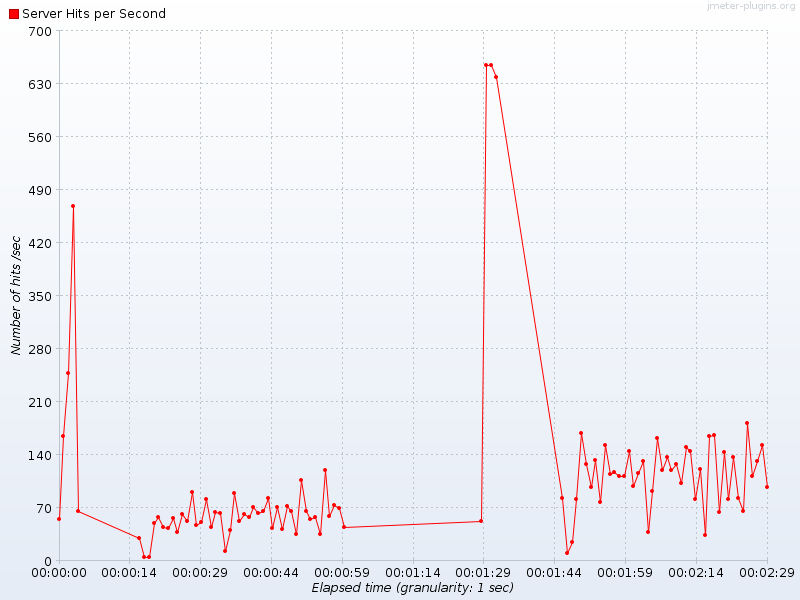 jmeter-plugins.org
Server Hits per Second
700
630
560
490
420
350
280
210
140
70
0
Number of hits /sec
00:00:00 00:00:14 00:00:29 00:00:44 00:00:59 00:01:14 00:01:29 00:01:44 00:01:59 00:02:14 00:02:29
Elapsed time (granularity: 1 sec)